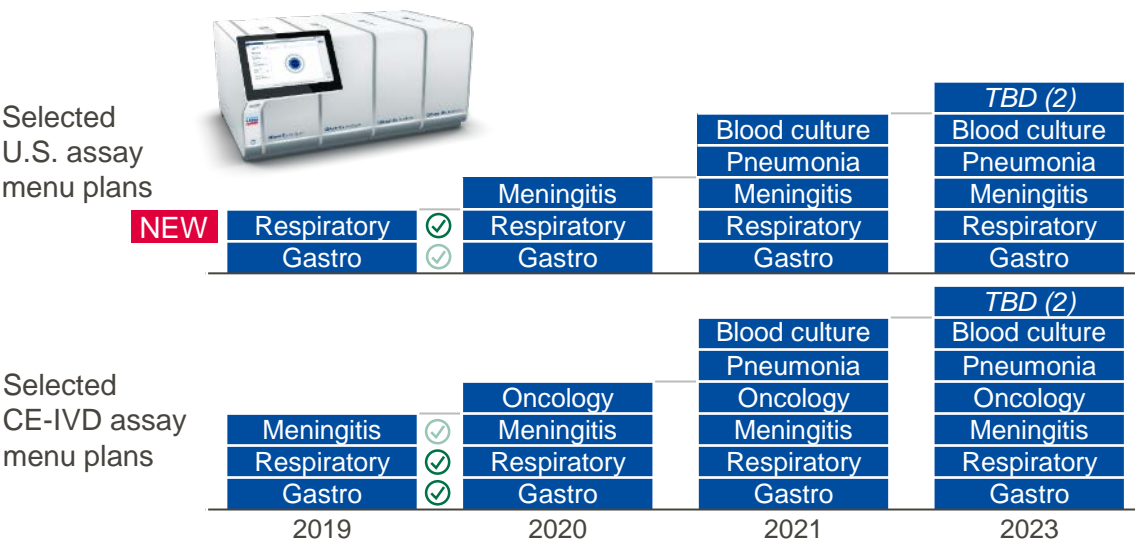 Selected
U.S. assay
menu plans
NEW
TBD (2)
Blood culture
Blood culture
Pneumonia
Pneumonia
Meningitis
Meningitis
Meningitis
Respiratory
Respiratory
Respiratory
Respiratory
Gastro
Gastro
Gastro
Gastro
Selected
CE-IVD assay
menu plans
TBD (2)
Blood culture
Blood culture
Pneumonia
Pneumonia
Oncology
Oncology
Oncology
Meningitis
Meningitis
Meningitis
Meningitis
Respiratory
Respiratory
Respiratory
Respiratory
Gastro
Gastro
Gastro
Gastro
2019
2020
2021
2023